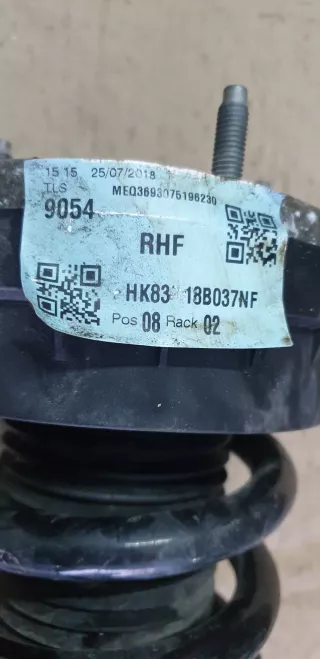 15 15 25/07/2018
TLS MEQ3693075196230
9054
RHF
HK83 18B037NF
Pos 08 Rack 02